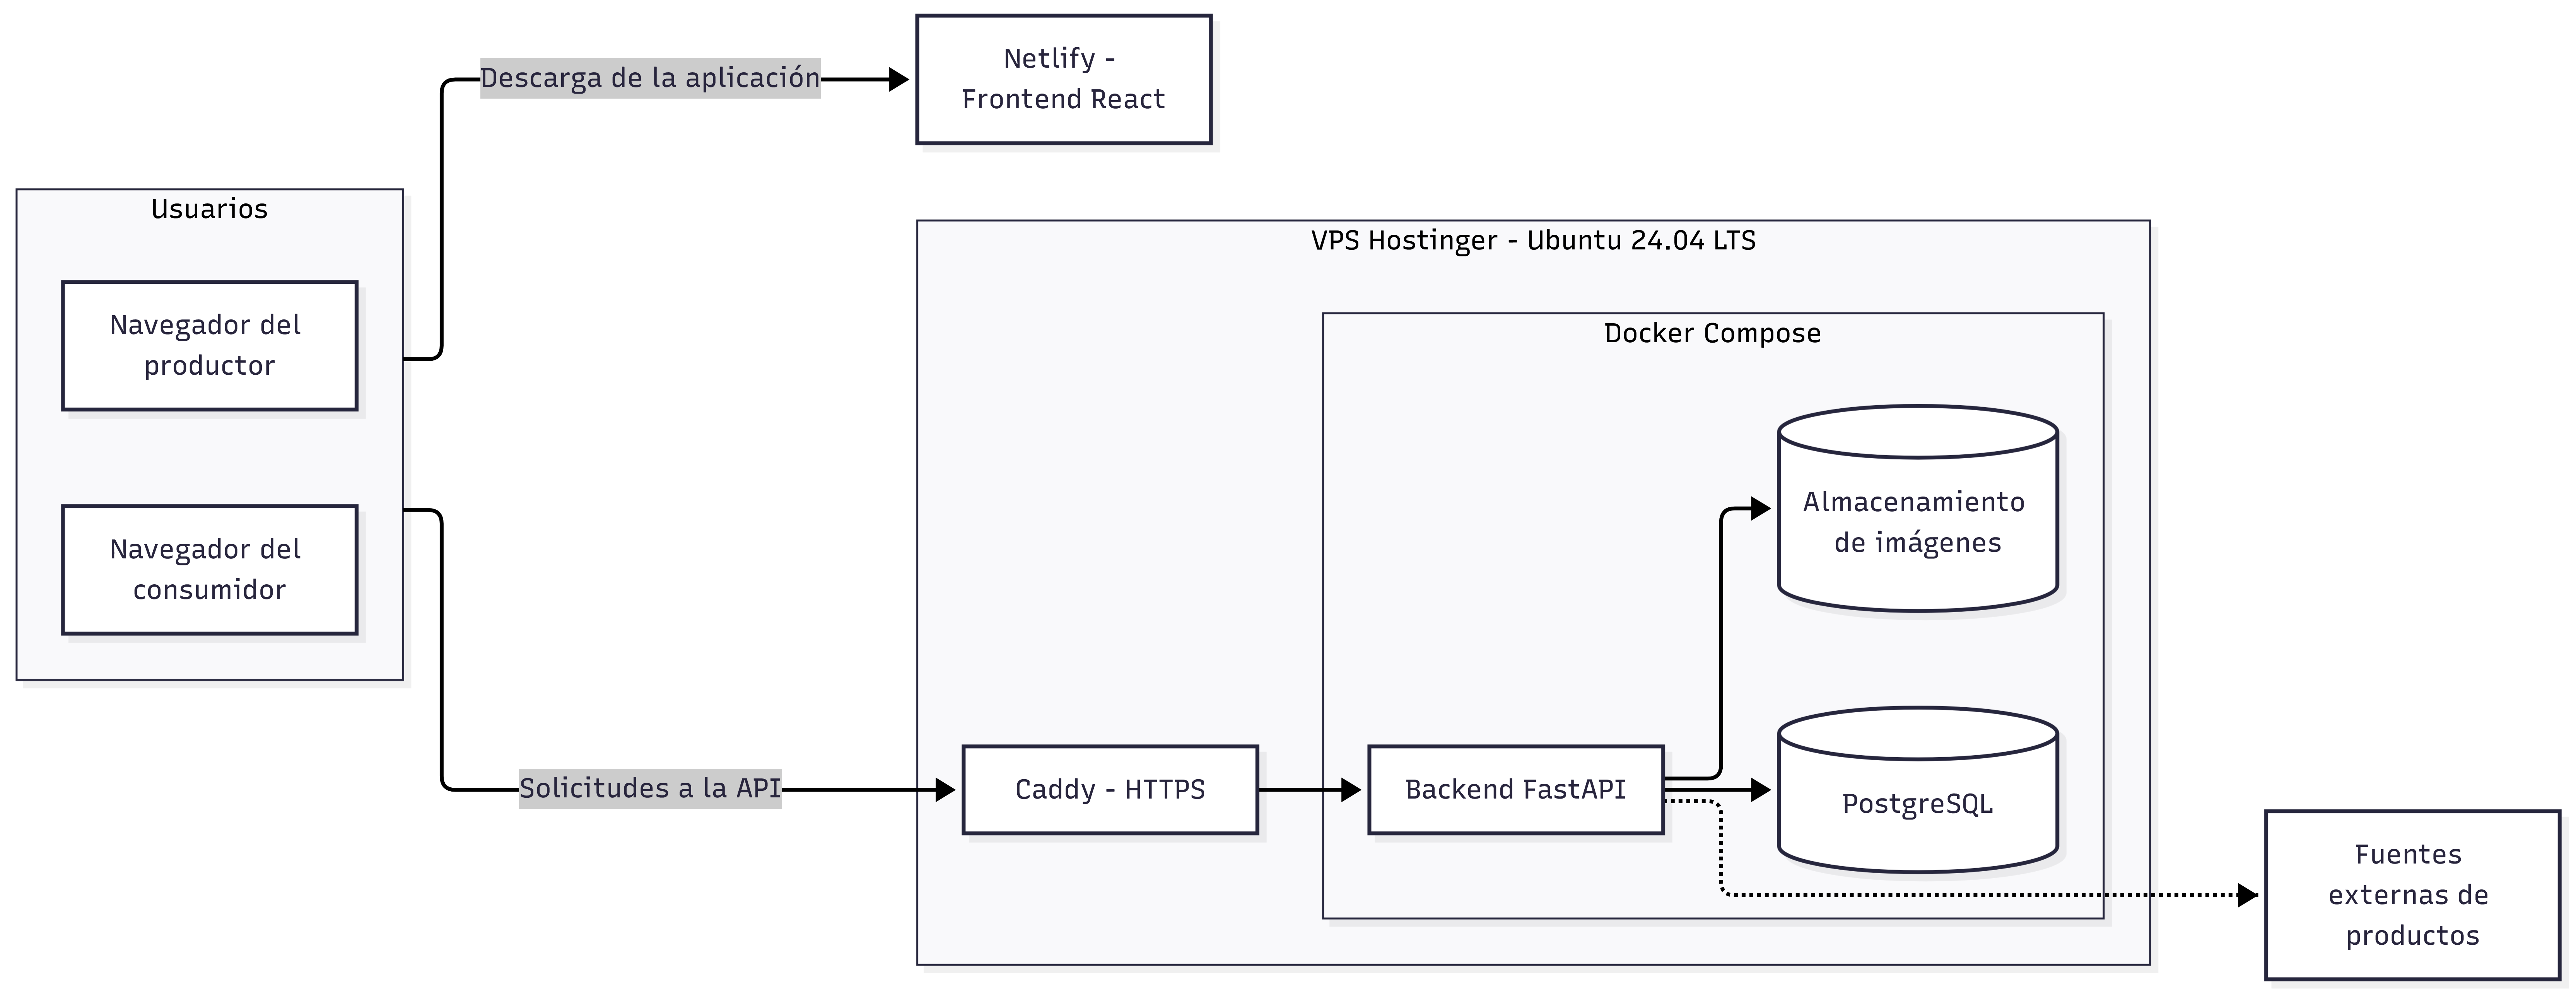 Netlify -
Frontend React
Descarga de la aplicación
Usuarios
Navegador del
productor
Navegador del
consumidor
VPS Hostinger - Ubuntu 24.04 LTS
Docker Compose
Almacenamiento
de imágenes
Solicitudes a la API
Caddy - HTTPS
Backend FastAPI
PostgreSQL
Fuentes
externas de
productos